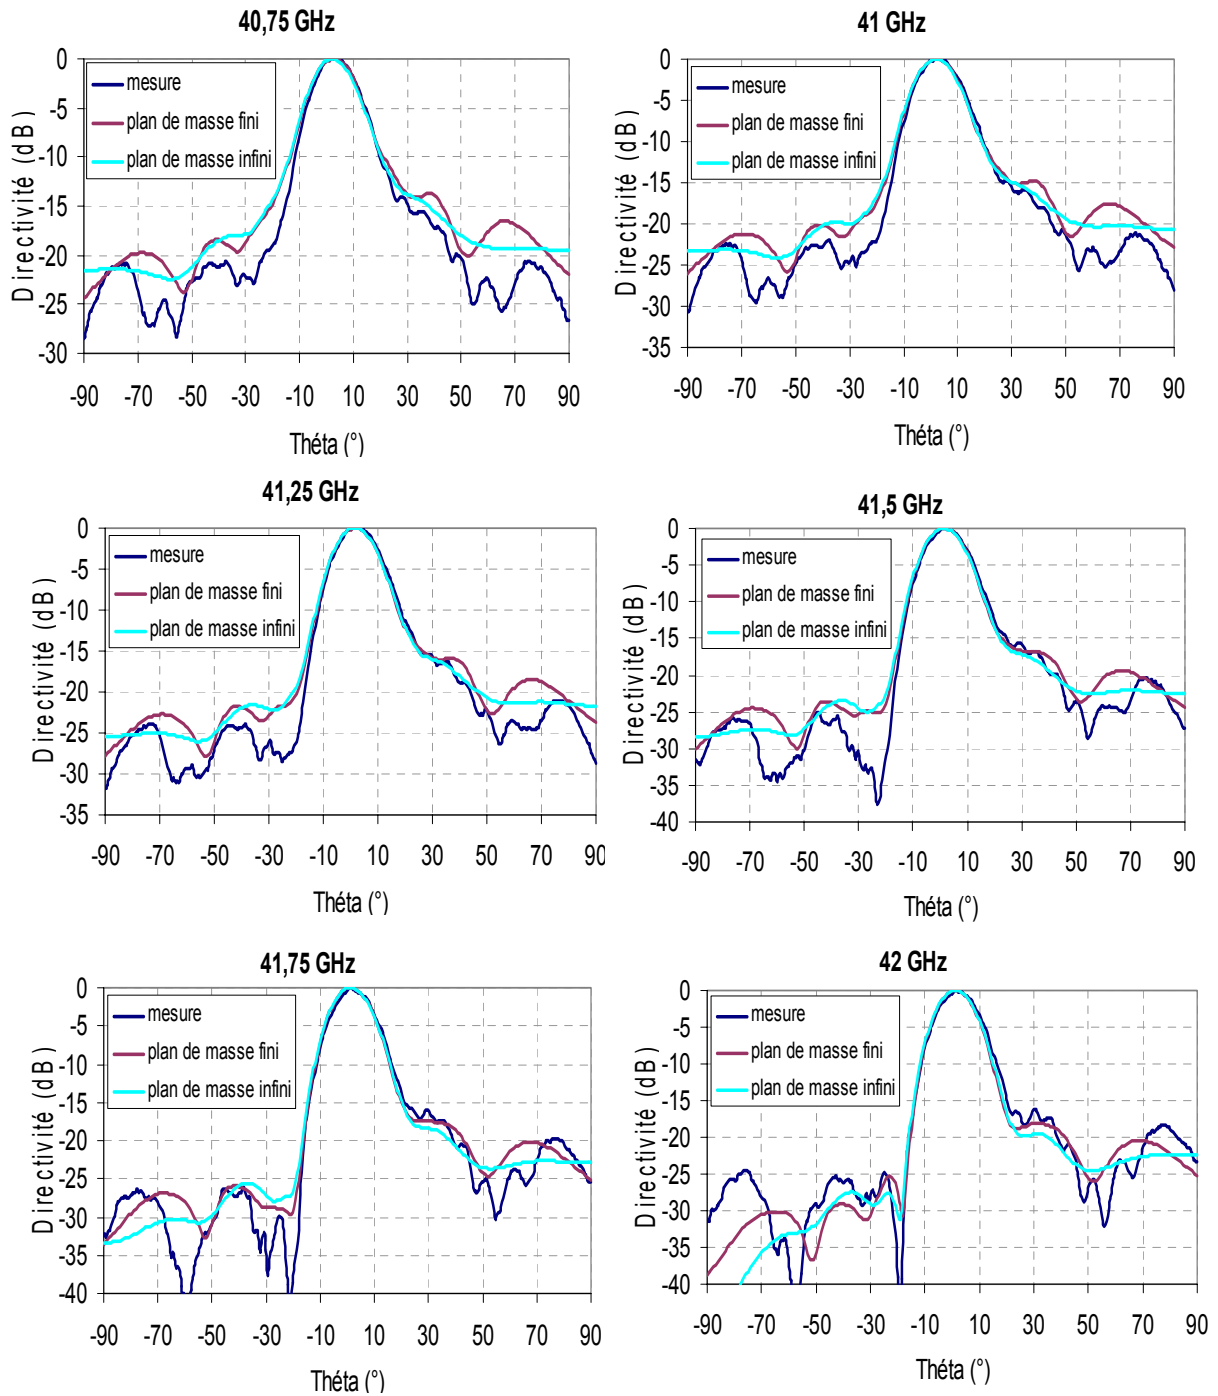 40,75 GHz
0
-5
-10
-15
-20
-25
-30
Directivité (dB)
mesure
plan de masse fini
plan de masse infini
-90 -70 -50 -30 -10 10 30 50 70 90
Théta (°)
41 GHz
0
-5
-10
-15
-20
-25
-30
-35
Directivité (dB)
mesure
plan de masse fini
plan de masse infini
-90 -70 -50 -30 -10 10 30 50 70 90
Théta (°)
41,25 GHz
0
-5
-10
-15
-20
-25
-30
-35
Directivité (dB)
mesure
plan de masse fini
plan de masse infini
-90 -70 -50 -30 -10 10 30 50 70 90
Théta (°)
41,5 GHz
0
-5
-10
-15
-20
-25
-30
-35
-40
Directivité (dB)
mesure
plan de masse fini
plan de masse infini
-90 -70 -50 -30 -10 10 30 50 70 90
Théta (°)
41,75 GHz
0
-5
-10
-15
-20
-25
-30
-35
-40
Directivité (dB)
mesure
plan de masse fini
plan de masse infini
-90 -70 -50 -30 -10 10 30 50 70 90
Théta (°)
42 GHz
0
-5
-10
-15
-20
-25
-30
-35
-40
Directivité (dB)
mesure
plan de masse fini
plan de masse infini
-90 -70 -50 -30 -10 10 30 50 70 90
Théta (°)